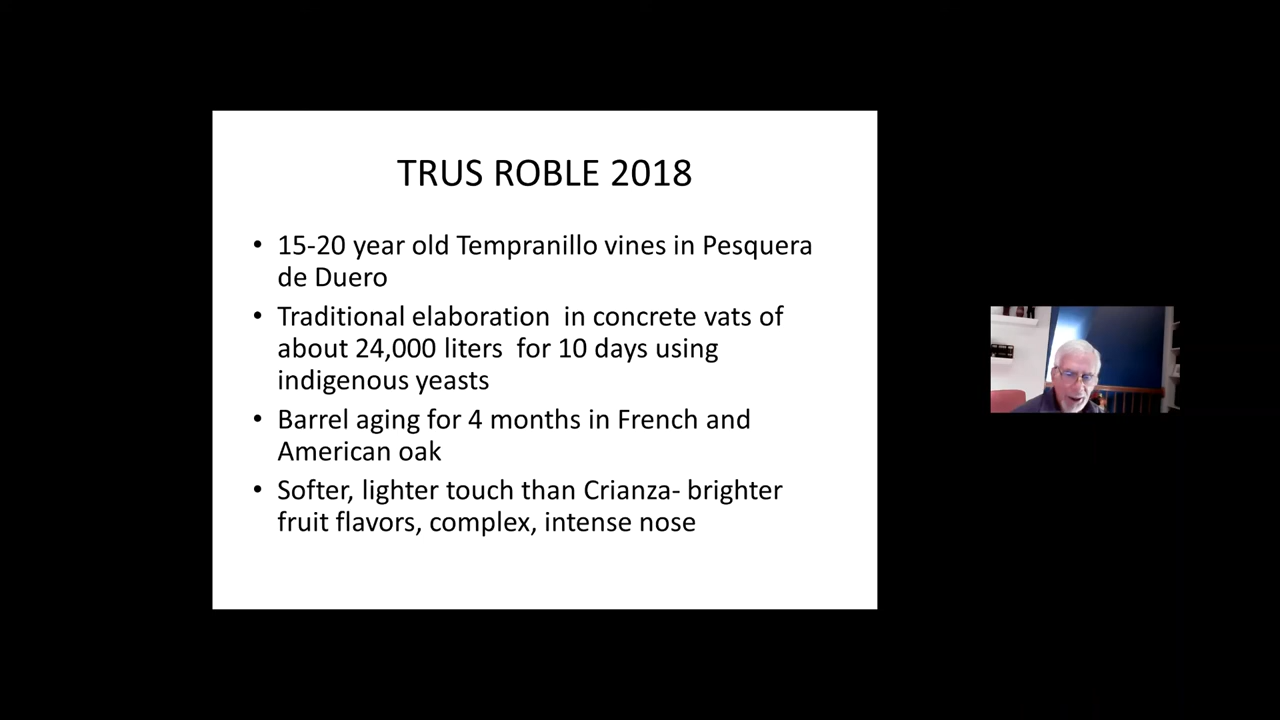 TRUS ROBLE 2018
• 15-20 year old Tempranillo vines in Pesquera
de Duero
• Traditional elaboration  in concrete vats of
about 24,000 liters  for 10 days using
indigenous yeasts
• Barrel aging for 4 months in French and
American oak
• Softer, lighter touch than Crianza- brighter
fruit flavors, complex, intense nose